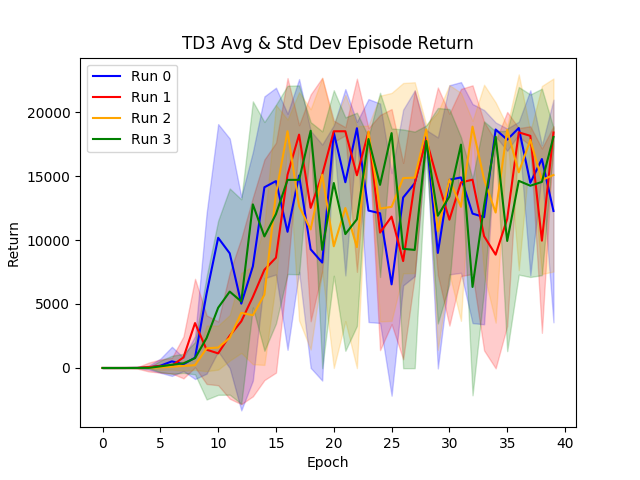 TD3 Avg & Std Dev Episode Return
Run 0
Run 1
Run 2
Run 3
20000
15000
10000
5000
0
Return
0 5 10 15 20 25 30 35 40
Epoch